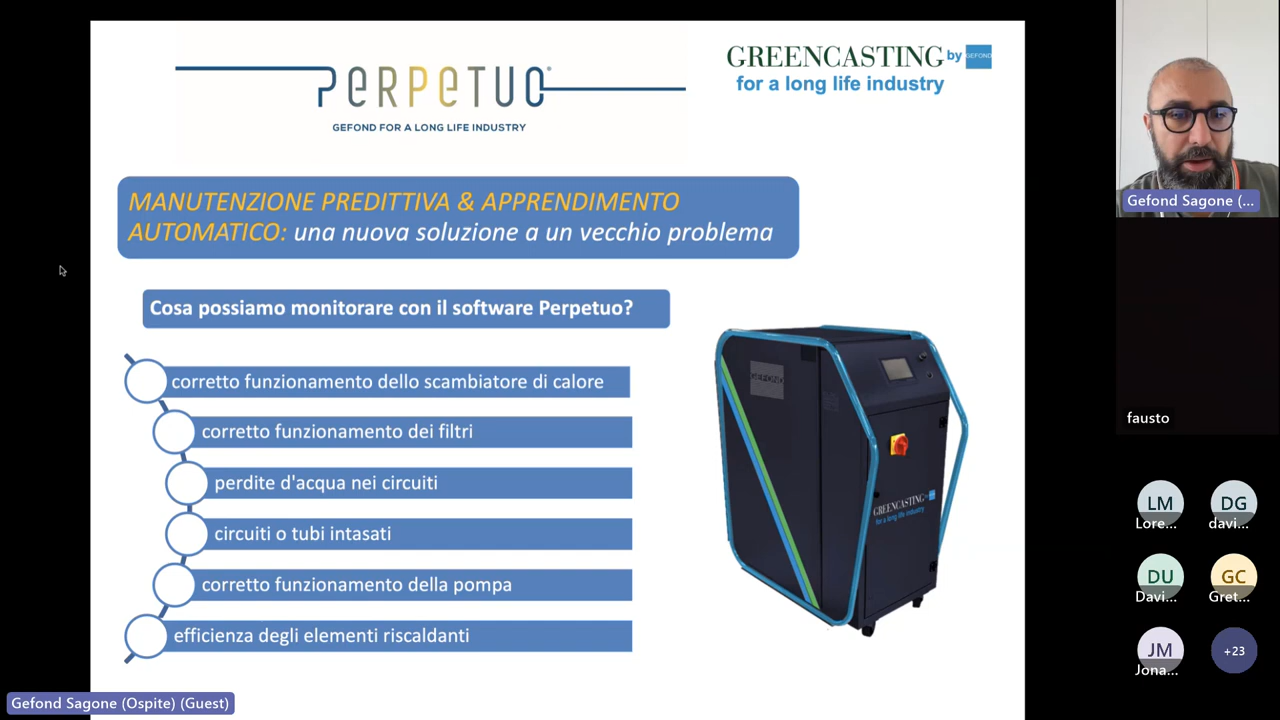 PERPETUO®
GEFOND FOR A LONG LIFE INDUSTRY
GREENCASTING by GEFOND
for a long life industry
MANUTENZIONE PREDITTIVA & APPRENDIMENTO
AUTOMATICO: una nuova soluzione a un vecchio problema
Cosa possiamo monitorare con il software Perpetuo?
corretto funzionamento dello scambiatore di calore
corretto funzionamento dei filtri
perdite d'acqua nei circuiti
circuiti o tubi intasati
corretto funzionamento della pompa
efficienza degli elementi riscaldanti
GEFOND
GREENCASTING by
for a long life industry
Gefond Sagone (Ospite) (Guest)
Gefond Sagone (...
fausto
LM
Lore...
DG
davi...
DU
Davi...
GC
Gret...
JM
Jona...
+23